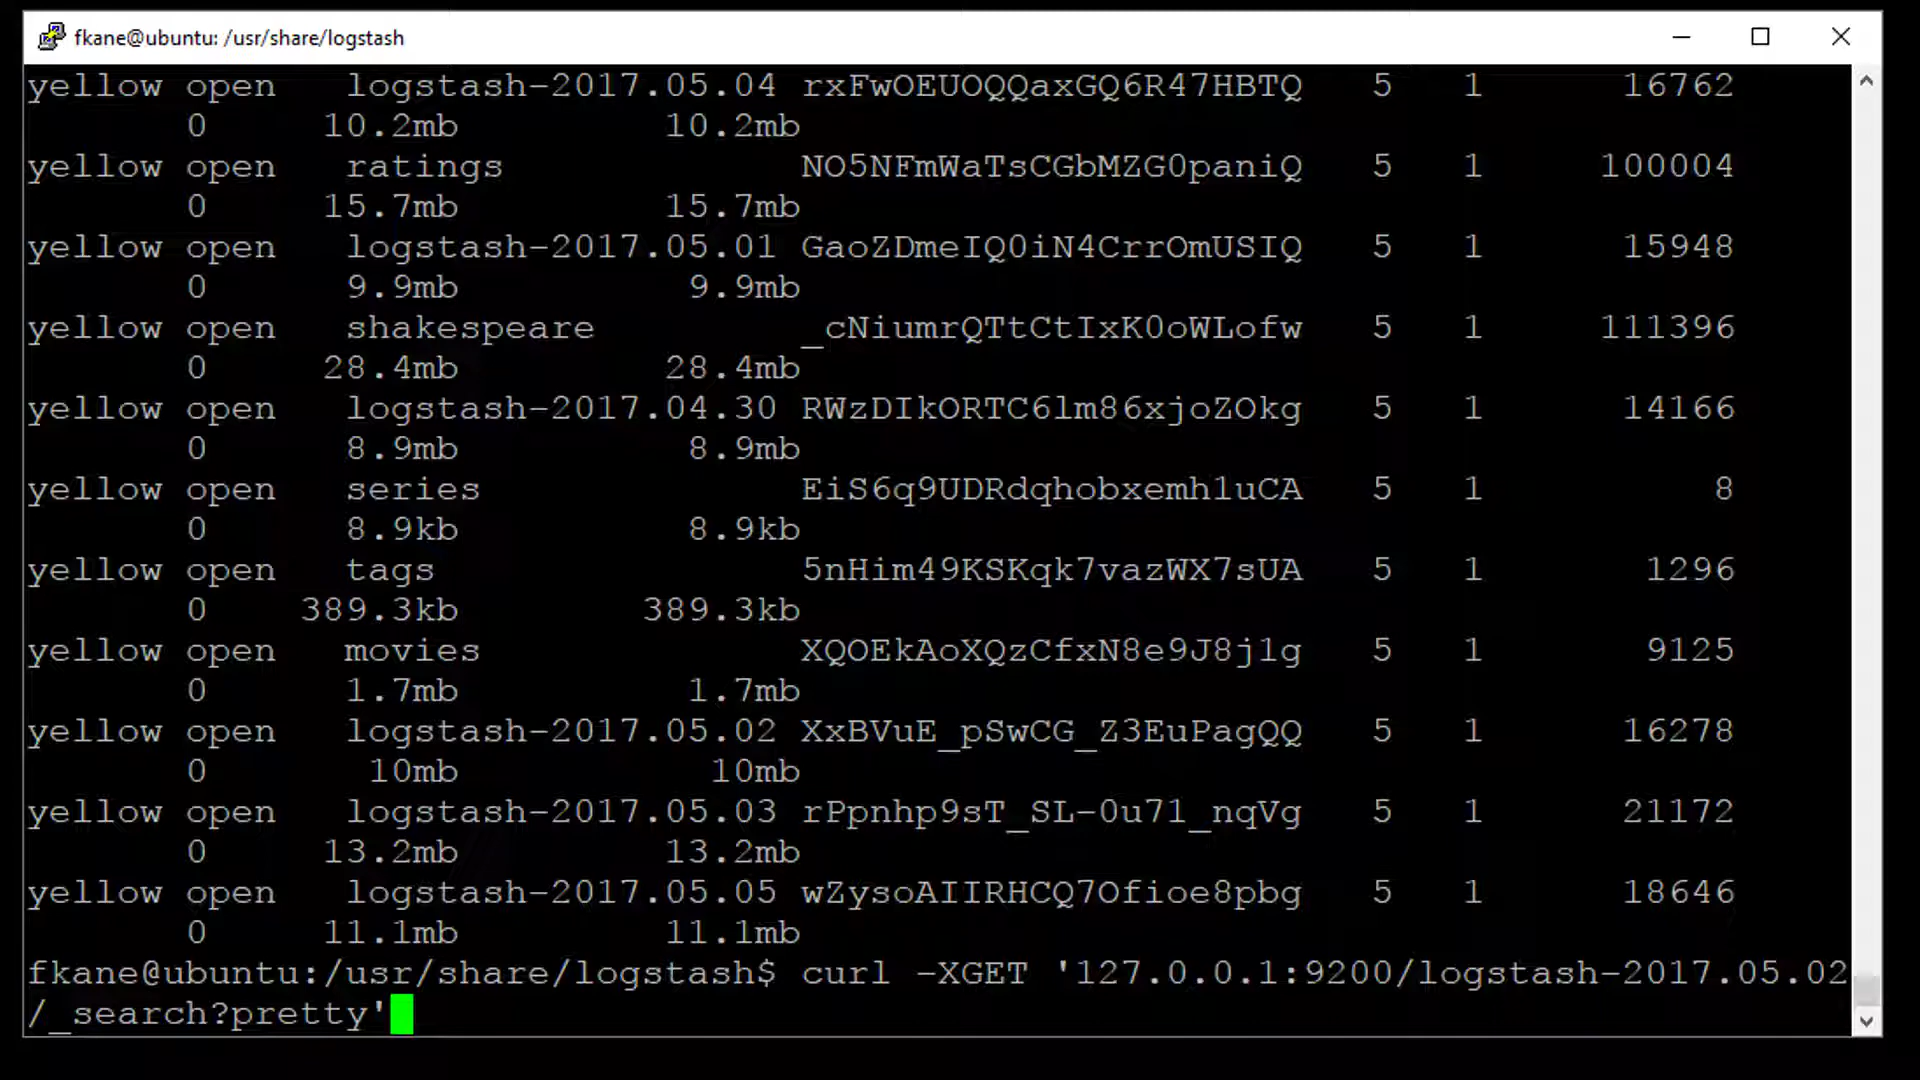 fkane@ubuntu: /usr/share/logstash
yellow open   logstash-2017.05.04 rxFwOEUOQQaxGQ6R47HBTQ   5   1      16762
       0     10.2mb         10.2mb
yellow open   ratings             NO5NFmWaTsCGbMZG0paniQ   5   1     100004
       0     15.7mb         15.7mb
yellow open   logstash-2017.05.01 GaoZDmeIQ0iN4CrrOmUSIQ   5   1      15948
       0      9.9mb          9.9mb
yellow open   shakespeare         _cNiumrQTtCtIxK0oWLofw   5   1     111396
       0     28.4mb         28.4mb
yellow open   logstash-2017.04.30 RWzDIkORTC6lm86xjoZOkg   5   1      14166
       0      8.9mb          8.9mb
yellow open   series              EiS6q9UDRdqhobxemh1uCA   5   1          8
       0      8.9kb          8.9kb
yellow open   tags                5nHim49KSKqk7vazWX7sUA   5   1       1296
       0    389.3kb        389.3kb
yellow open   movies              XQOEkAoXQzCfxN8e9J8j1g   5   1       9125
       0      1.7mb          1.7mb
yellow open   logstash-2017.05.02 XxBVuE_pSwCG_Z3EuPagQQ   5   1      16278
       0       10mb           10mb
yellow open   logstash-2017.05.03 rPpnhp9sT_SL-0u71_nqVg   5   1      21172
       0     13.2mb         13.2mb
yellow open   logstash-2017.05.05 wZysoAIIRHCQ7Ofioe8pbg   5   1      18646
       0     11.1mb         11.1mb
fkane@ubuntu:/usr/share/logstash$ curl -XGET '127.0.0.1:9200/logstash-2017.05.02
/_search?pretty'